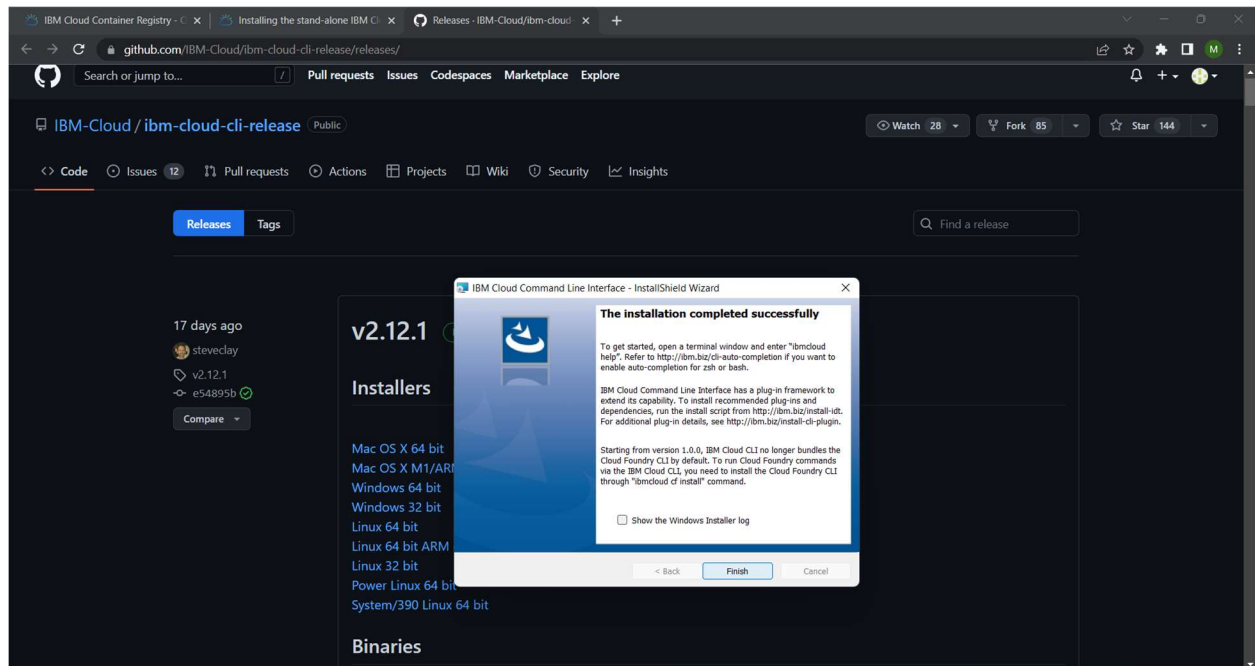 IBM Cloud Container Registry - C
Installing the stand-alone IBM C
Releases · IBM-Cloud/ibm-cloud-
github.com/IBM-Cloud/ibm-cloud-cli-release/releases/
M
Search or jump to...
/
Pull requests Issues Codespaces Marketplace Explore
IBM-Cloud / ibm-cloud-cli-release Public
Watch 28
Fork 85
Star 144
Code
Issues 12
Pull requests
Actions
Projects
Wiki
Security
Insights
Releases
Tags
Find a release
17 days ago
steveclay
v2.12.1
e54895b
Compare
v2.12.1
Installers
Mac OS X 64 bit
Mac OS X M1/ARM
Windows 64 bit
Windows 32 bit
Linux 64 bit
Linux 64 bit ARM
Linux 32 bit
Power Linux 64 bit
System/390 Linux 64 bit
Binaries
IBM Cloud Command Line Interface - InstallShield Wizard
The installation completed successfully
To get started, open a terminal window and enter "ibmcloud
help". Refer to http://ibm.biz/cli-auto-completion if you want to
enable auto-completion for zsh or bash.
IBM Cloud Command Line Interface has a plug-in framework to
extend its capability. To install recommended plug-ins and
dependencies, run the install script from http://ibm.biz/install-idt.
For additional plug-in details, see http://ibm.biz/install-cli-plugin.
Starting from version 1.0.0, IBM Cloud CLI no longer bundles the
Cloud Foundry CLI by default. To run Cloud Foundry commands
via the IBM Cloud CLI, you need to install the Cloud Foundry CLI
through "ibmcloud cf install" command.
Show the Windows Installer log
< Back
Finish
Cancel